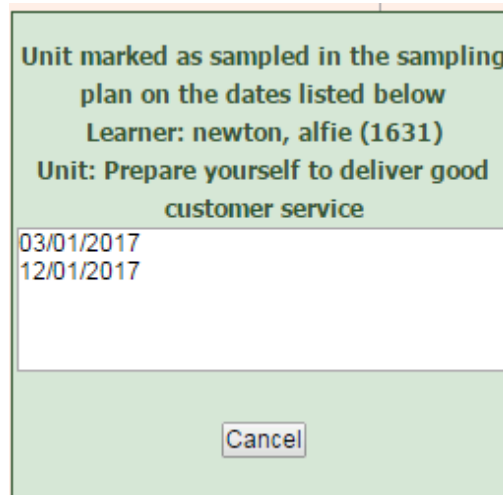 Unit marked as sampled in the sampling
plan on the dates listed below
Learner: newton, alfie (1631)
Unit: Prepare yourself to deliver good
customer service
03/01/2017
12/01/2017
Cancel